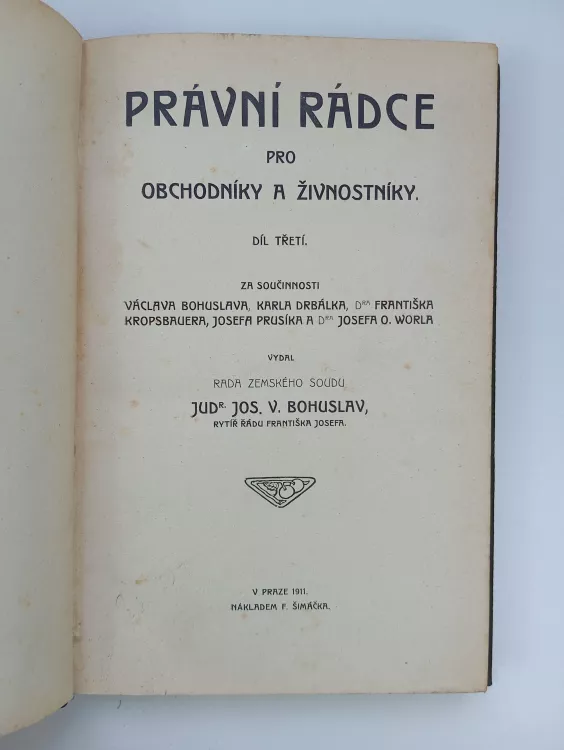 PRÁVNÍ RÁDCE
PRO
OBCHODNÍKY A ŽIVNOSTNÍKY.
DÍL TŘETÍ.
ZA SOUČINNOSTI
VÁCLAVA BOHUSLAVA, KARLA DRBÁLKA, DRA FRANTIŠKA
KROPSBAUERA, JOSEFA PRUSÍKA A DRA JOSEFA O. WORLA
VYDAL
RADA ZEMSKÉHO SOUDU
JUDR. JOS. V. BOHUSLAV,
RYTÍŘ ŘÁDU FRANTIŠKA JOSEFA.
V PRAZE 1911.
NÁKLADEM F. ŠIMÁČKA.